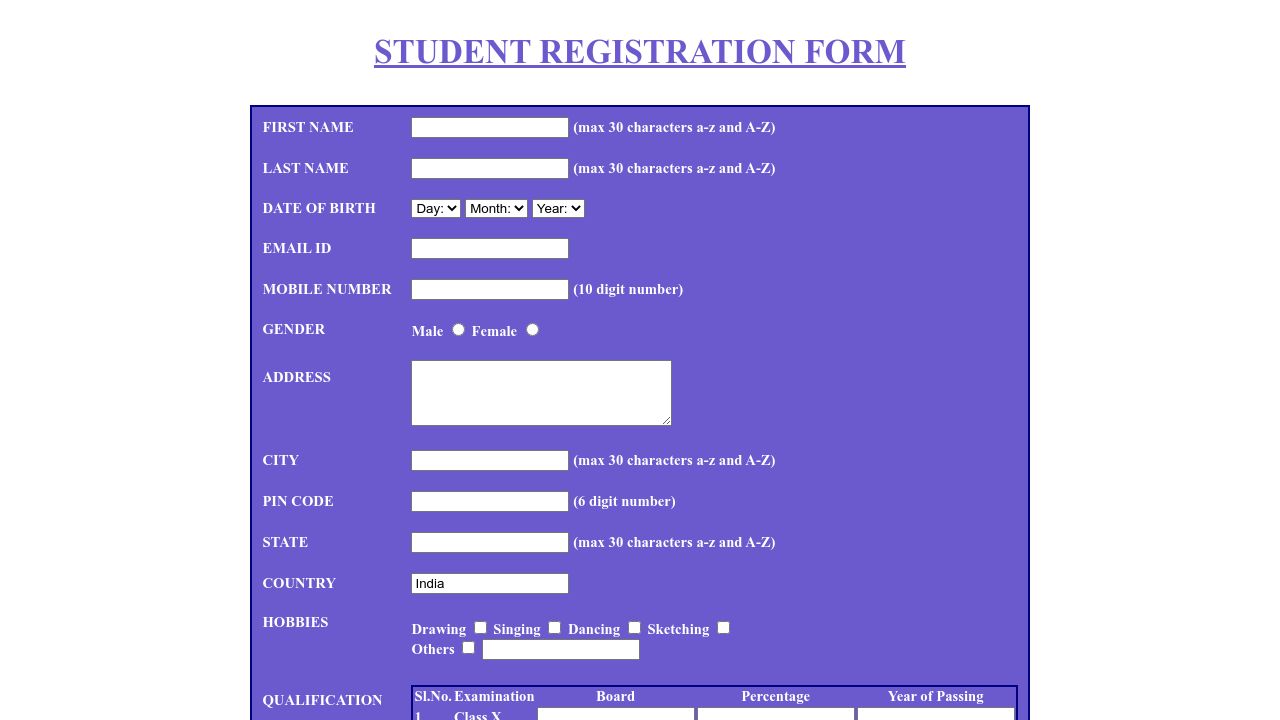 STUDENT REGISTRATION FORM
FIRST NAME (max 30 characters a-z and A-Z)
LAST NAME (max 30 characters a-z and A-Z)
DATE OF BIRTH Day: Month: Year:
EMAIL ID
MOBILE NUMBER (10 digit number)
GENDER Male Female
ADDRESS
CITY (max 30 characters a-z and A-Z)
PIN CODE (6 digit number)
STATE (max 30 characters a-z and A-Z)
COUNTRY India
HOBBIES Drawing Singing Dancing Sketching
Others
QUALIFICATION Sl.No. Examination Board Percentage Year of Passing
1 Class X